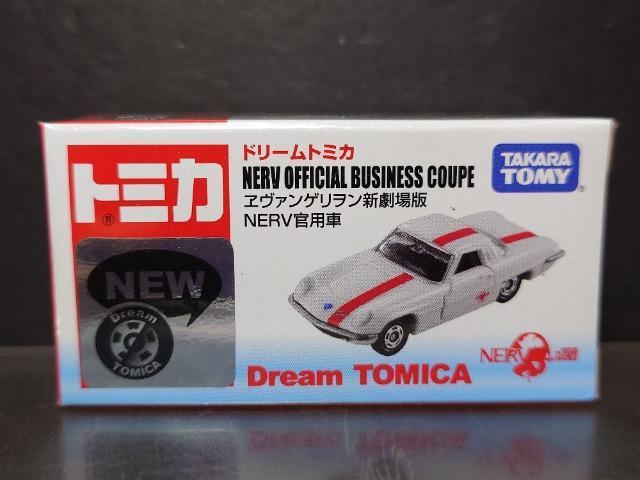 トミカ
®
NEW
Dream
TOMICA
ドリームトミカ
NERV OFFICIAL BUSINESS COUPE
ヱヴァンゲリヲン新劇場版
NERV官用車
TAKARA
TOMY
®
Dream TOMICA
NERV